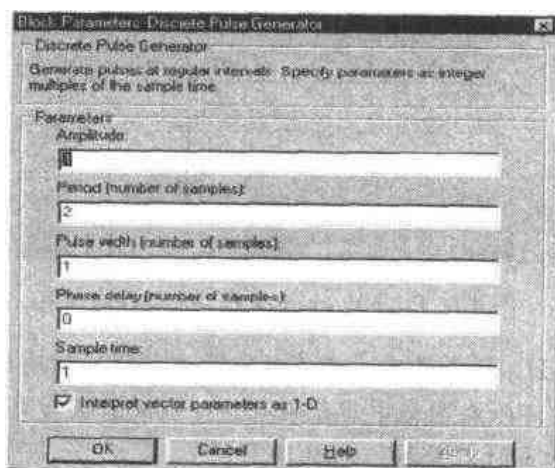 Block Parameters: Discrete Pulse Generator
Discrete Pulse Generator
Generate pulses at regular intervals. Specify parameters as integer
multiples of the sample time.
Parameters
Amplitude:
Period (number of samples):
2
Pulse width (number of samples):
1
Phase delay (number of samples):
0
Sample time:
1
Interpret vector parameters as 1-D
OK Cancel Help